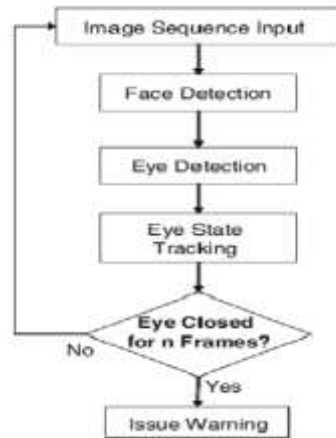 Image Sequence Input
Face Detection
Eye Detection
Eye State
Tracking
Eye Closed
for n Frames?
No
Yes
Issue Warning